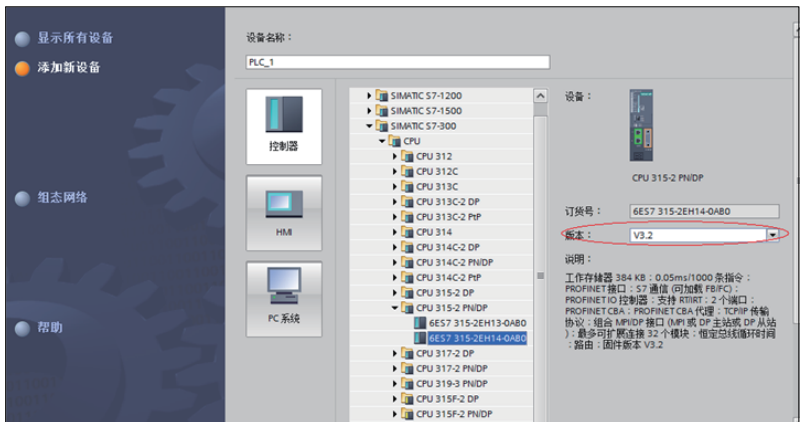 显示所有设备
添加新设备
组态网络
帮助
设备名称：
PLC_1
控制器
HMI
PC 系统
SIMATIC S7-1200
SIMATIC S7-1500
SIMATIC S7-300
CPU
CPU 312
CPU 312C
CPU 313C
CPU 313C-2 DP
CPU 313C-2 PtP
CPU 314
CPU 314C-2 DP
CPU 314C-2 PN/DP
CPU 314C-2 PtP
CPU 315-2 DP
CPU 315-2 PN/DP
6ES7 315-2EH13-0AB0
6ES7 315-2EH14-0AB0
CPU 317-2 DP
CPU 317-2 PN/DP
CPU 319-3 PN/DP
CPU 315F-2 DP
CPU 315F-2 PN/DP
设备：
CPU 315-2 PN/DP
订货号：
6ES7 315-2EH14-0AB0
版本：
V3.2
说明：
工作存储器 384 KB；0.05ms/1000 条指令；
PROFINET 接口；S7 通信 (可加载 FB/FC)；
PROFINET IO 控制器；支持 RT/IRT；2 个端口；
PROFINET CBA；PROFINET CBA 代理；TCP/IP 传输
协议；组合 MPI/DP 接口 (MPI 或 DP 主站或 DP 从站
)；最多可扩展连接 32 个模块；恒定总线循环时间
；路由；固件版本 V3.2